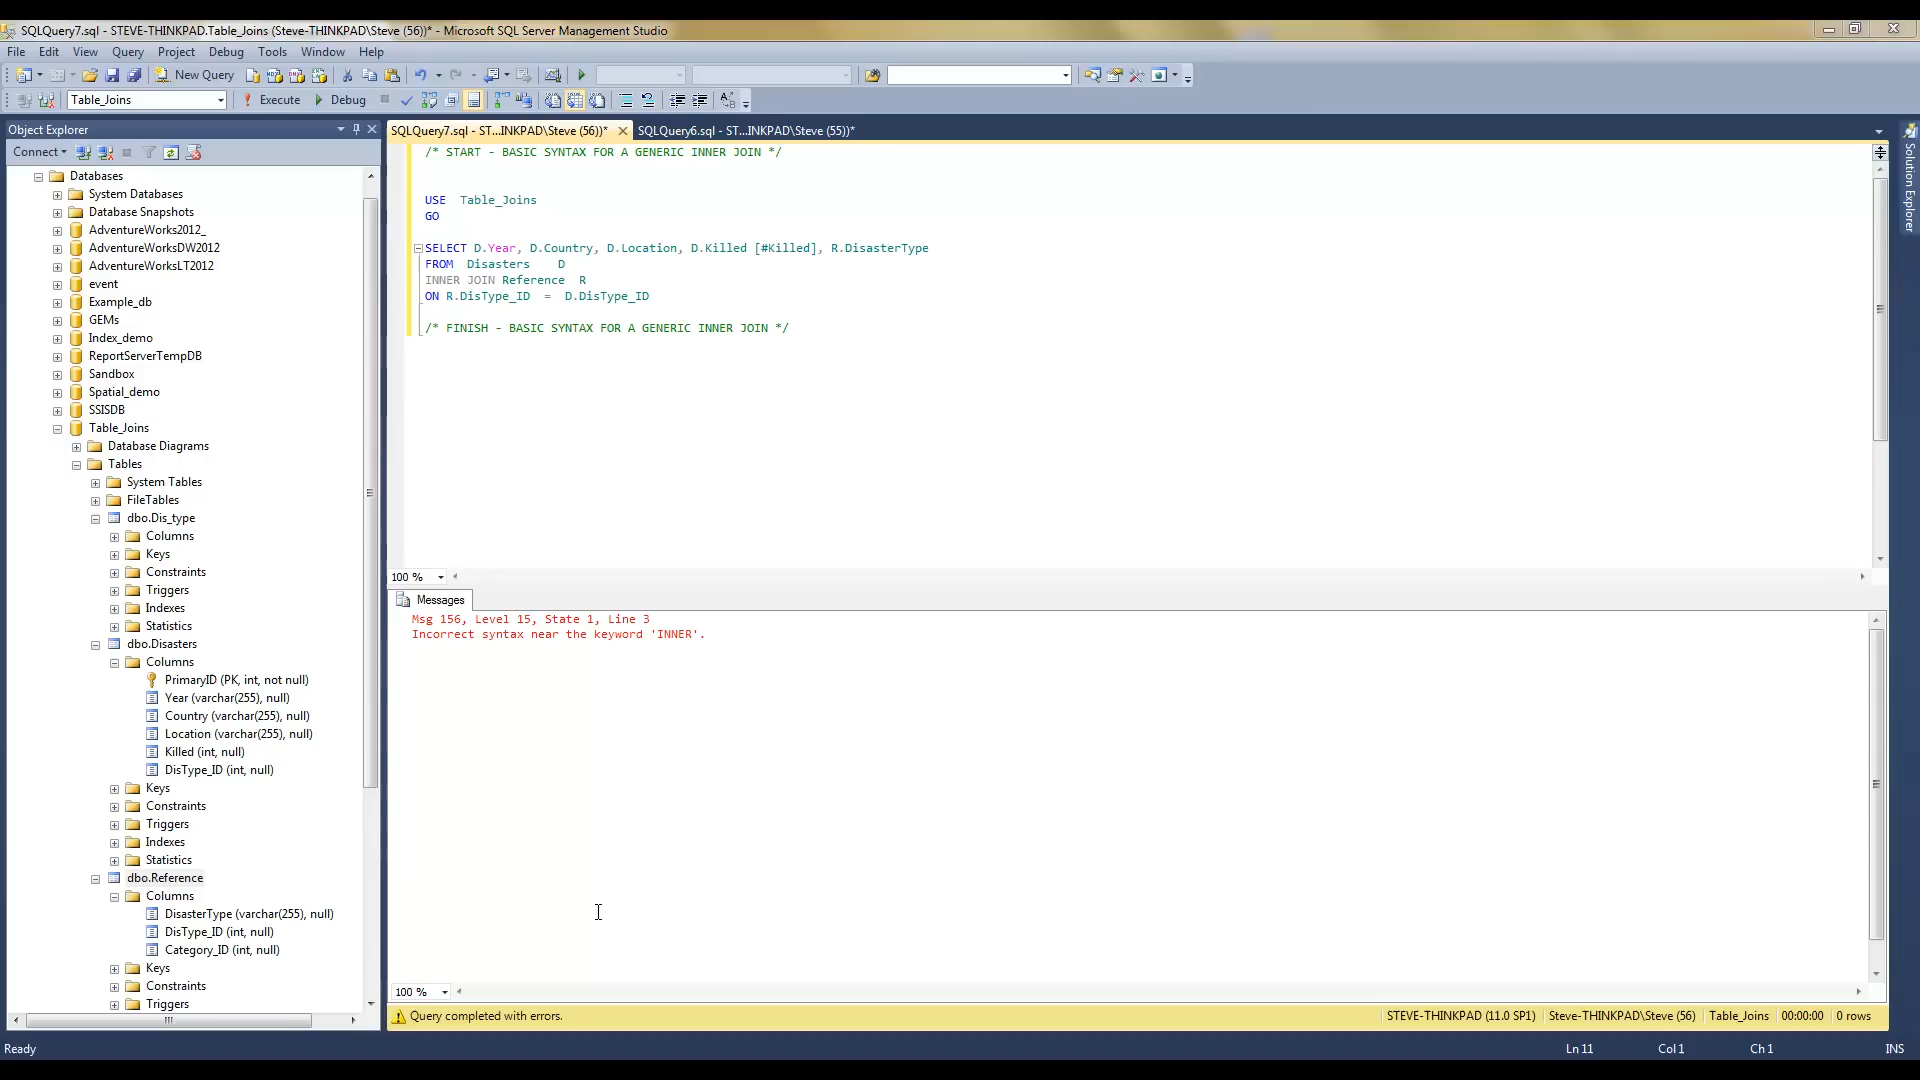 SQLQuery7.sql - STEVE-THINKPAD.Table_Joins (Steve-THINKPAD\Steve (56))* - Microsoft SQL Server Management Studio
File Edit View Query Project Debug Tools Window Help
New Query
Table_Joins Execute Debug
Object Explorer
Connect
Databases
System Databases
Database Snapshots
AdventureWorks2012_
AdventureWorksDW2012
AdventureWorksLT2012
event
Example_db
GEMs
Index_demo
ReportServerTempDB
Sandbox
Spatial_demo
SSISDB
Table_Joins
Database Diagrams
Tables
System Tables
FileTables
dbo.Dis_type
Columns
Keys
Constraints
Triggers
Indexes
Statistics
dbo.Disasters
Columns
PrimaryID (PK, int, not null)
Year (varchar(255), null)
Country (varchar(255), null)
Location (varchar(255), null)
Killed (int, null)
DisType_ID (int, null)
Keys
Constraints
Triggers
Indexes
Statistics
dbo.Reference
Columns
DisasterType (varchar(255), null)
DisType_ID (int, null)
Category_ID (int, null)
Keys
Constraints
Triggers
SQLQuery7.sql - ST...INKPAD\Steve (56))* SQLQuery6.sql - ST...INKPAD\Steve (55))*
/* START - BASIC SYNTAX FOR A GENERIC INNER JOIN */
USE Table_Joins
GO
SELECT D.Year, D.Country, D.Location, D.Killed [#Killed], R.DisasterType
FROM Disasters D
INNER JOIN Reference R
ON R.DisType_ID = D.DisType_ID
/* FINISH - BASIC SYNTAX FOR A GENERIC INNER JOIN */
100 %
Messages
Msg 156, Level 15, State 1, Line 3
Incorrect syntax near the keyword 'INNER'.
100 %
Query completed with errors. STEVE-THINKPAD (11.0 SP1) Steve-THINKPAD\Steve (56) Table_Joins 00:00:00 0 rows
Solution Explorer
Ready Ln 11 Col 1 Ch 1 INS